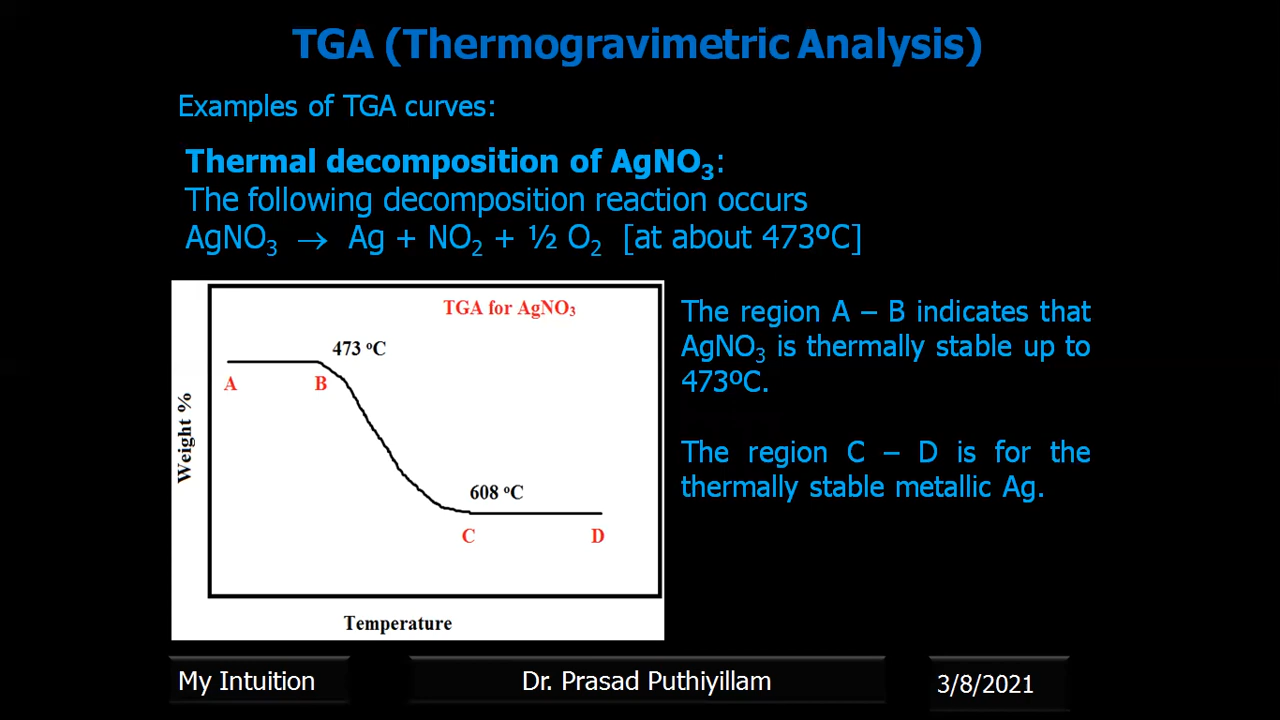 TGA (Thermogravimetric Analysis)
Examples of TGA curves:
Thermal decomposition of AgNO₃:
The following decomposition reaction occurs
AgNO₃ → Ag + NO₂ + ½ O₂ [at about 473ºC]
TGA for AgNO₃
473 ºC
A
B
Weight %
608 ºC
C
D
Temperature
The region A – B indicates that
AgNO₃ is thermally stable up to
473ºC.
The region C – D is for the
thermally stable metallic Ag.
My Intuition
Dr. Prasad Puthiyillam
3/8/2021